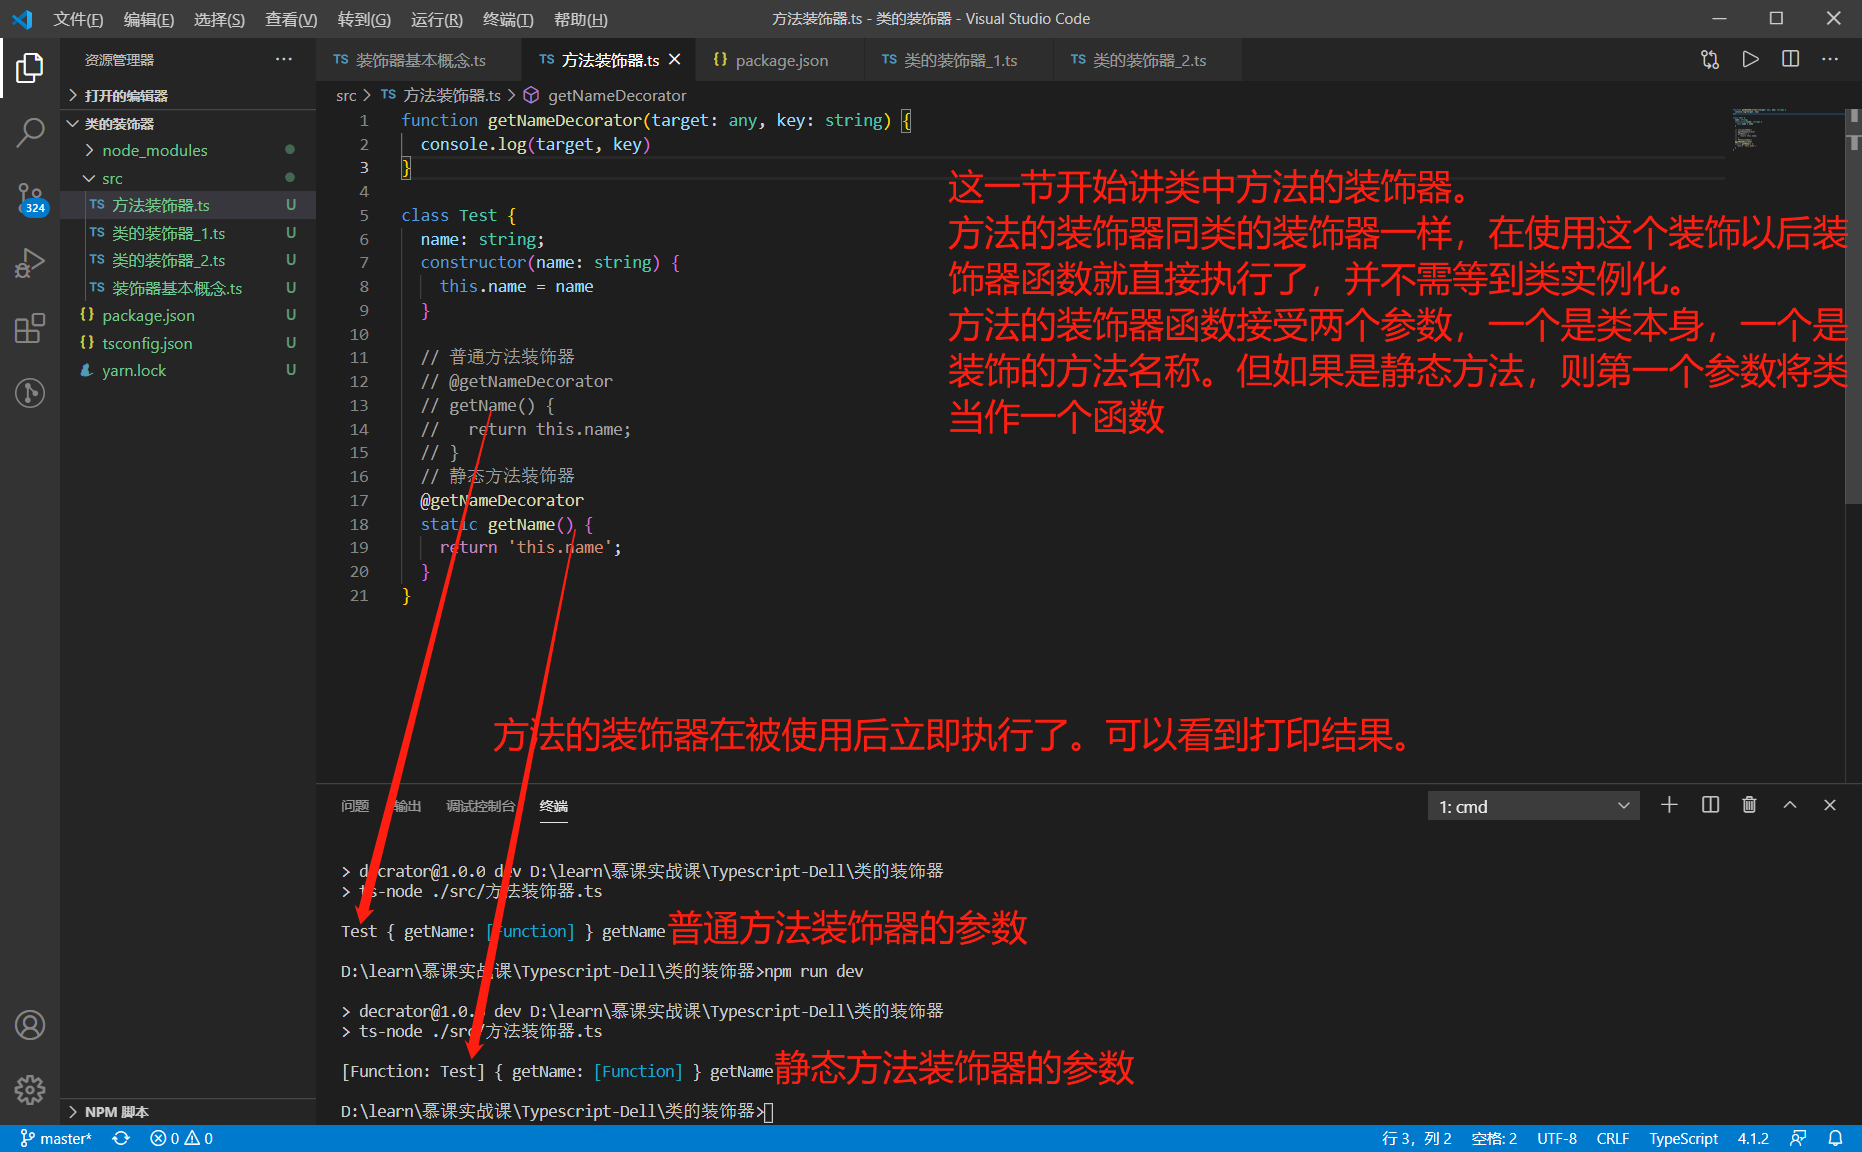 文件(F) 编辑(E) 选择(S) 查看(V) 转到(G) 运行(R) 终端(T) 帮助(H) 方法装饰器.ts - 类的装饰器 - Visual Studio Code
资源管理器
TS 装饰器基本概念.ts TS 方法装饰器.ts {} package.json TS 类的装饰器_1.ts TS 类的装饰器_2.ts
打开的编辑器
类的装饰器
node_modules
src
TS 方法装饰器.ts U
TS 类的装饰器_1.ts U
TS 类的装饰器_2.ts U
TS 装饰器基本概念.ts U
{} package.json U
{} tsconfig.json U
yarn.lock U
324
NPM 脚本
src > TS 方法装饰器.ts > getNameDecorator
1 function getNameDecorator(target: any, key: string) {
2 console.log(target, key)
3 }
4
5 class Test {
6 name: string;
7 constructor(name: string) {
8 this.name = name
9 }
10
11 // 普通方法装饰器
12 // @getNameDecorator
13 // getName() {
14 // return this.name;
15 // }
16 // 静态方法装饰器
17 @getNameDecorator
18 static getName() {
19 return 'this.name';
20 }
21 }
这一节开始讲类中方法的装饰器。
方法的装饰器同类的装饰器一样，在使用这个装饰以后装
饰器函数就直接执行了，并不需等到类实例化。
方法的装饰器函数接受两个参数，一个是类本身，一个是
装饰的方法名称。但如果是静态方法，则第一个参数将类
当作一个函数
方法的装饰器在被使用后立即执行了。可以看到打印结果。
问题 输出 调试控制台 终端 1: cmd
> decrator@1.0.0 dev D:\learn\慕课实战课\Typescript-Dell\类的装饰器
> ts-node ./src/方法装饰器.ts
Test { getName: [Function] } getName 普通方法装饰器的参数
D:\learn\慕课实战课\Typescript-Dell\类的装饰器>npm run dev
> decrator@1.0.0 dev D:\learn\慕课实战课\Typescript-Dell\类的装饰器
> ts-node ./src/方法装饰器.ts
[Function: Test] { getName: [Function] } getName 静态方法装饰器的参数
D:\learn\慕课实战课\Typescript-Dell\类的装饰器>
master* 0 0 行 3，列 2 空格: 2 UTF-8 CRLF TypeScript 4.1.2